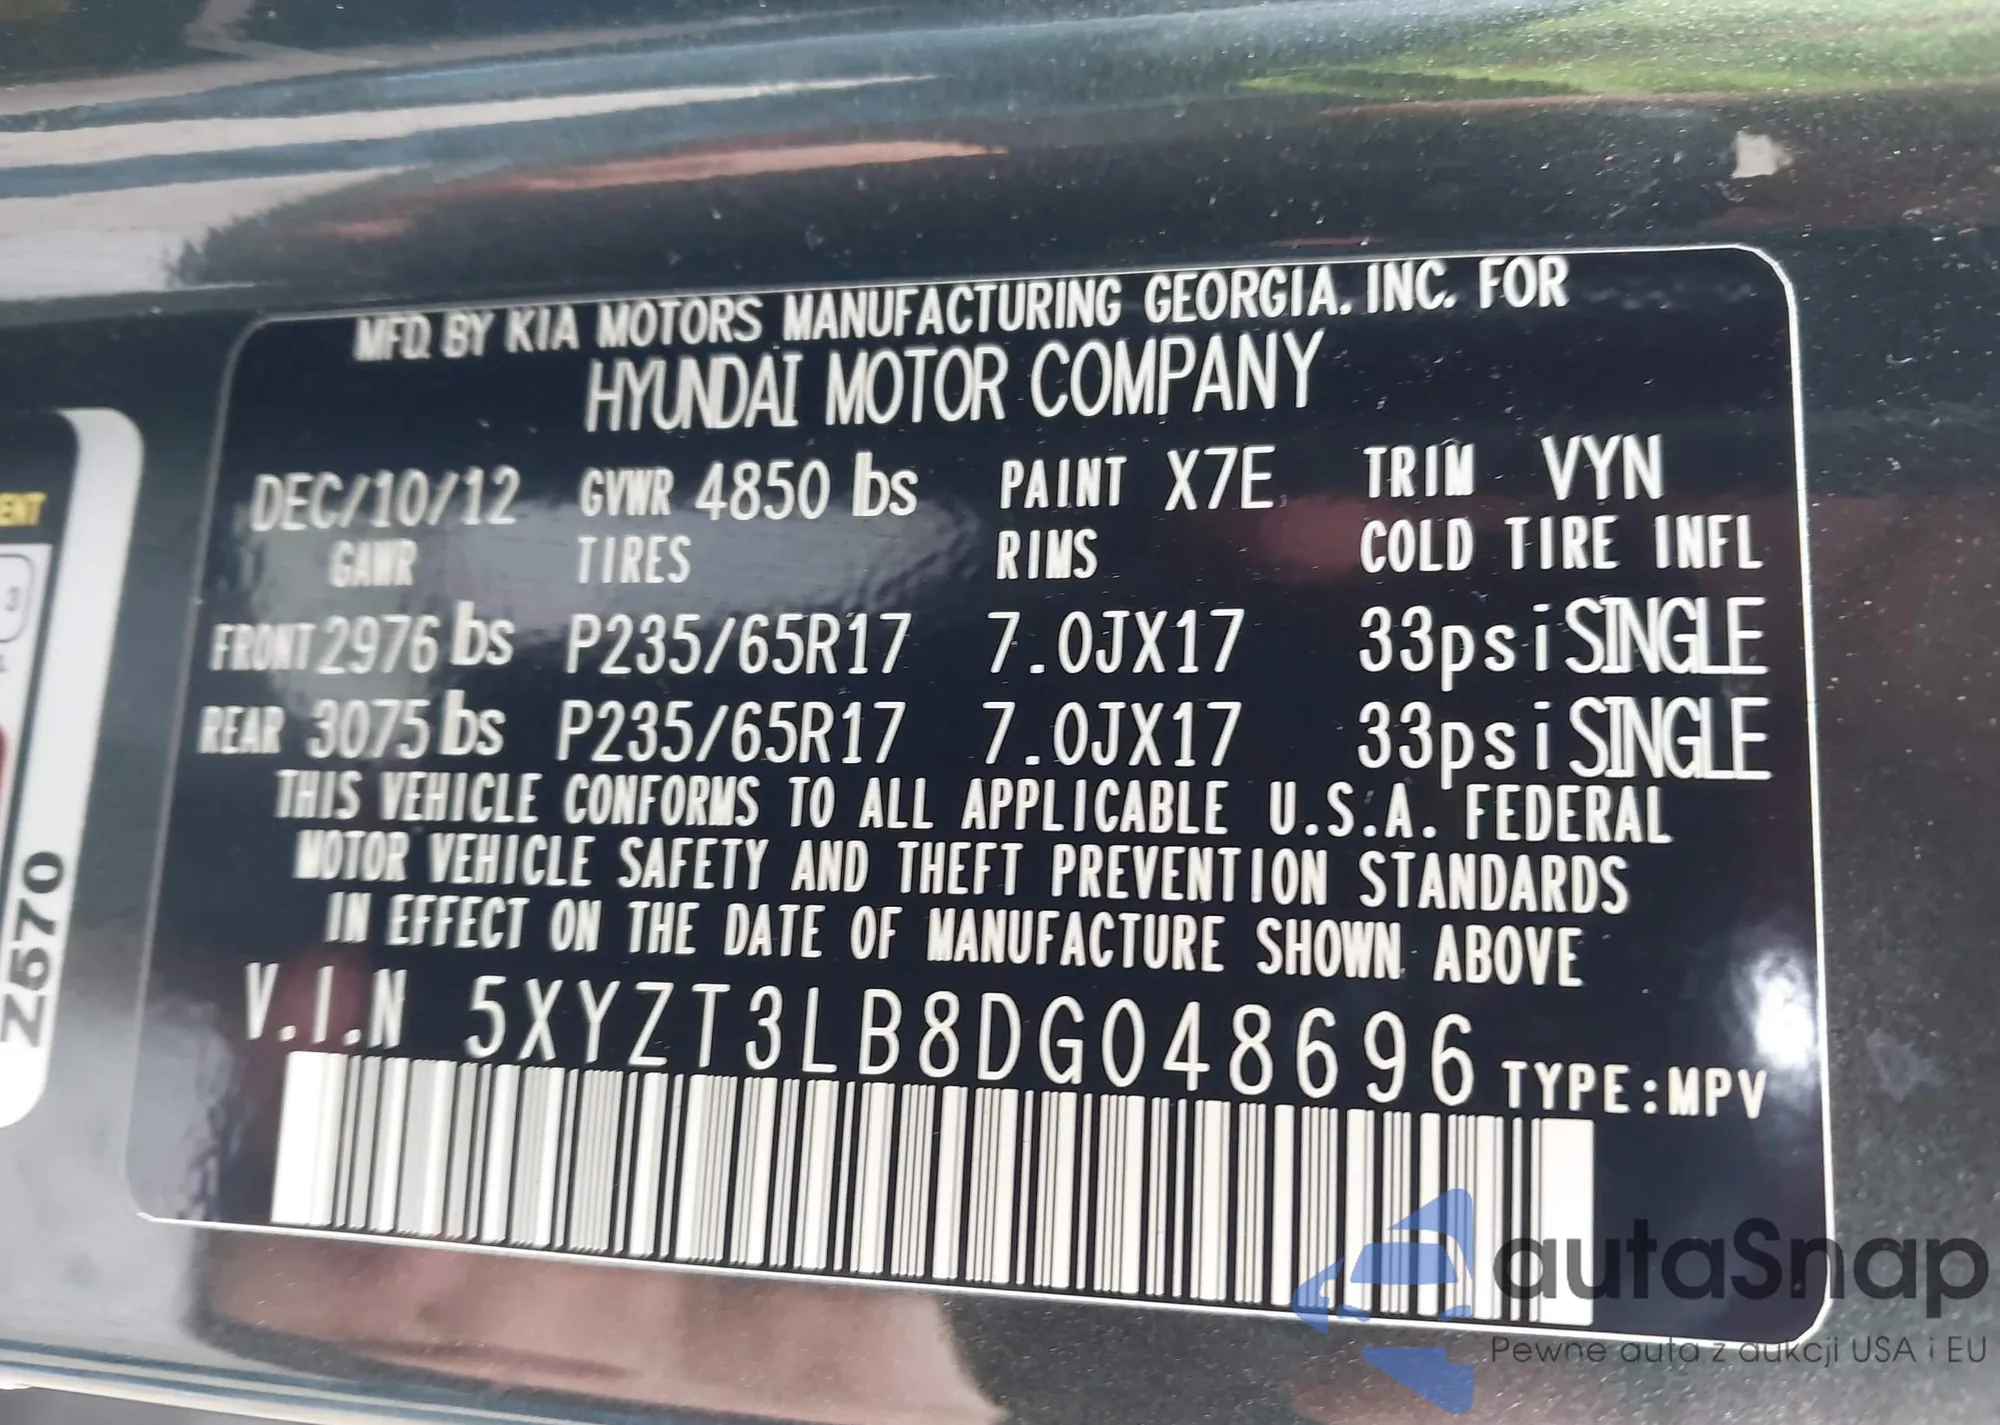 MFD. BY KIA MOTORS MANUFACTURING GEORGIA. INC. FOR
HYUNDAI MOTOR COMPANY
DEC/10/12 GVWR 4850 lbs PAINT X7E TRIM VYN
GAWR TIRES RIMS COLD TIRE INFL
FRONT 2976 lbs P235/65R17 7.0JX17 33psi SINGLE
REAR 3075 lbs P235/65R17 7.0JX17 33psi SINGLE
THIS VEHICLE CONFORMS TO ALL APPLICABLE U.S.A. FEDERAL
MOTOR VEHICLE SAFETY AND THEFT PREVENTION STANDARDS
IN EFFECT ON THE DATE OF MANUFACTURE SHOWN ABOVE
V.I.N 5XYZT3LB8DG048696 TYPE:MPV
ENT
3
Z570
autaSnap
Pewne auta z aukcji USA i EU